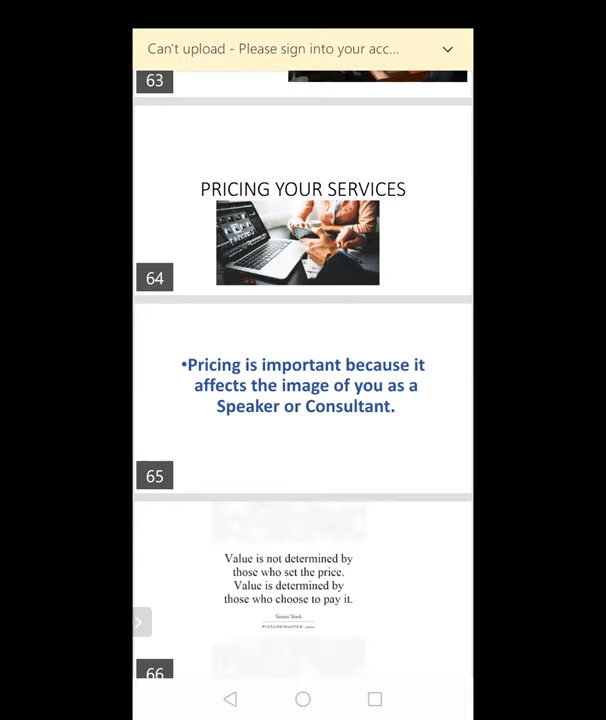 Can't upload - Please sign into your acc...
63
PRICING YOUR SERVICES
64
•Pricing is important because it
affects the image of you as a
Speaker or Consultant.
65
Value is not determined by
those who set the price.
Value is determined by
those who choose to pay it.
Simon Sinek
PICTUREQUOTES.com
66